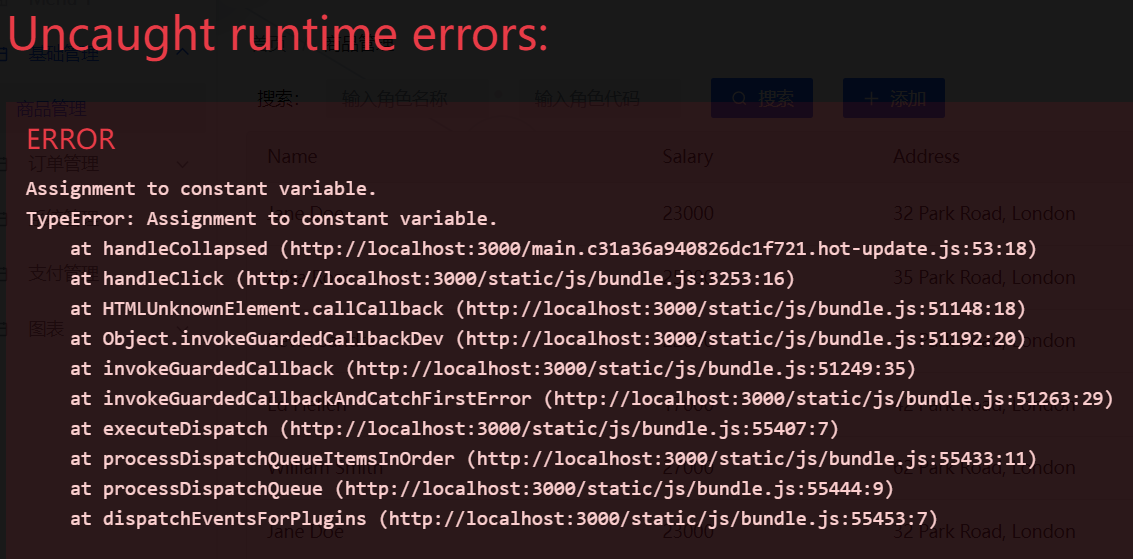 Uncaught runtime errors:
基础管理
搜索:
输入角色名称
输入角色代码
搜索
添加
商品管理
ERROR
订单管理
Name
Salary
Address
Assignment to constant variable.
TypeError: Assignment to constant variable.
23000
32 Park Road, London
at handleCollapsed (http://localhost:3000/main.c31a36a940826dc1f721.hot-update.js:53:18)
支付管理
35 Park Road, London
at handleClick (http://localhost:3000/static/js/bundle.js:3253:16)
at HTMLUnknownElement.callCallback (http://localhost:3000/static/js/bundle.js:51148:18)
图表
at Object.invokeGuardedCallbackDev (http://localhost:3000/static/js/bundle.js:51192:20)
at invokeGuardedCallback (http://localhost:3000/static/js/bundle.js:51249:35)
at invokeGuardedCallbackAndCatchFirstError (http://localhost:3000/static/js/bundle.js:51263:29)
at executeDispatch (http://localhost:3000/static/js/bundle.js:55407:7)
at processDispatchQueueItemsInOrder (http://localhost:3000/static/js/bundle.js:55433:11)
William Smith
27000
62 Park Road, London
at processDispatchQueue (http://localhost:3000/static/js/bundle.js:55444:9)
at dispatchEventsForPlugins (http://localhost:3000/static/js/bundle.js:55453:7)
Jane Doe
23000
32 Park Road, London